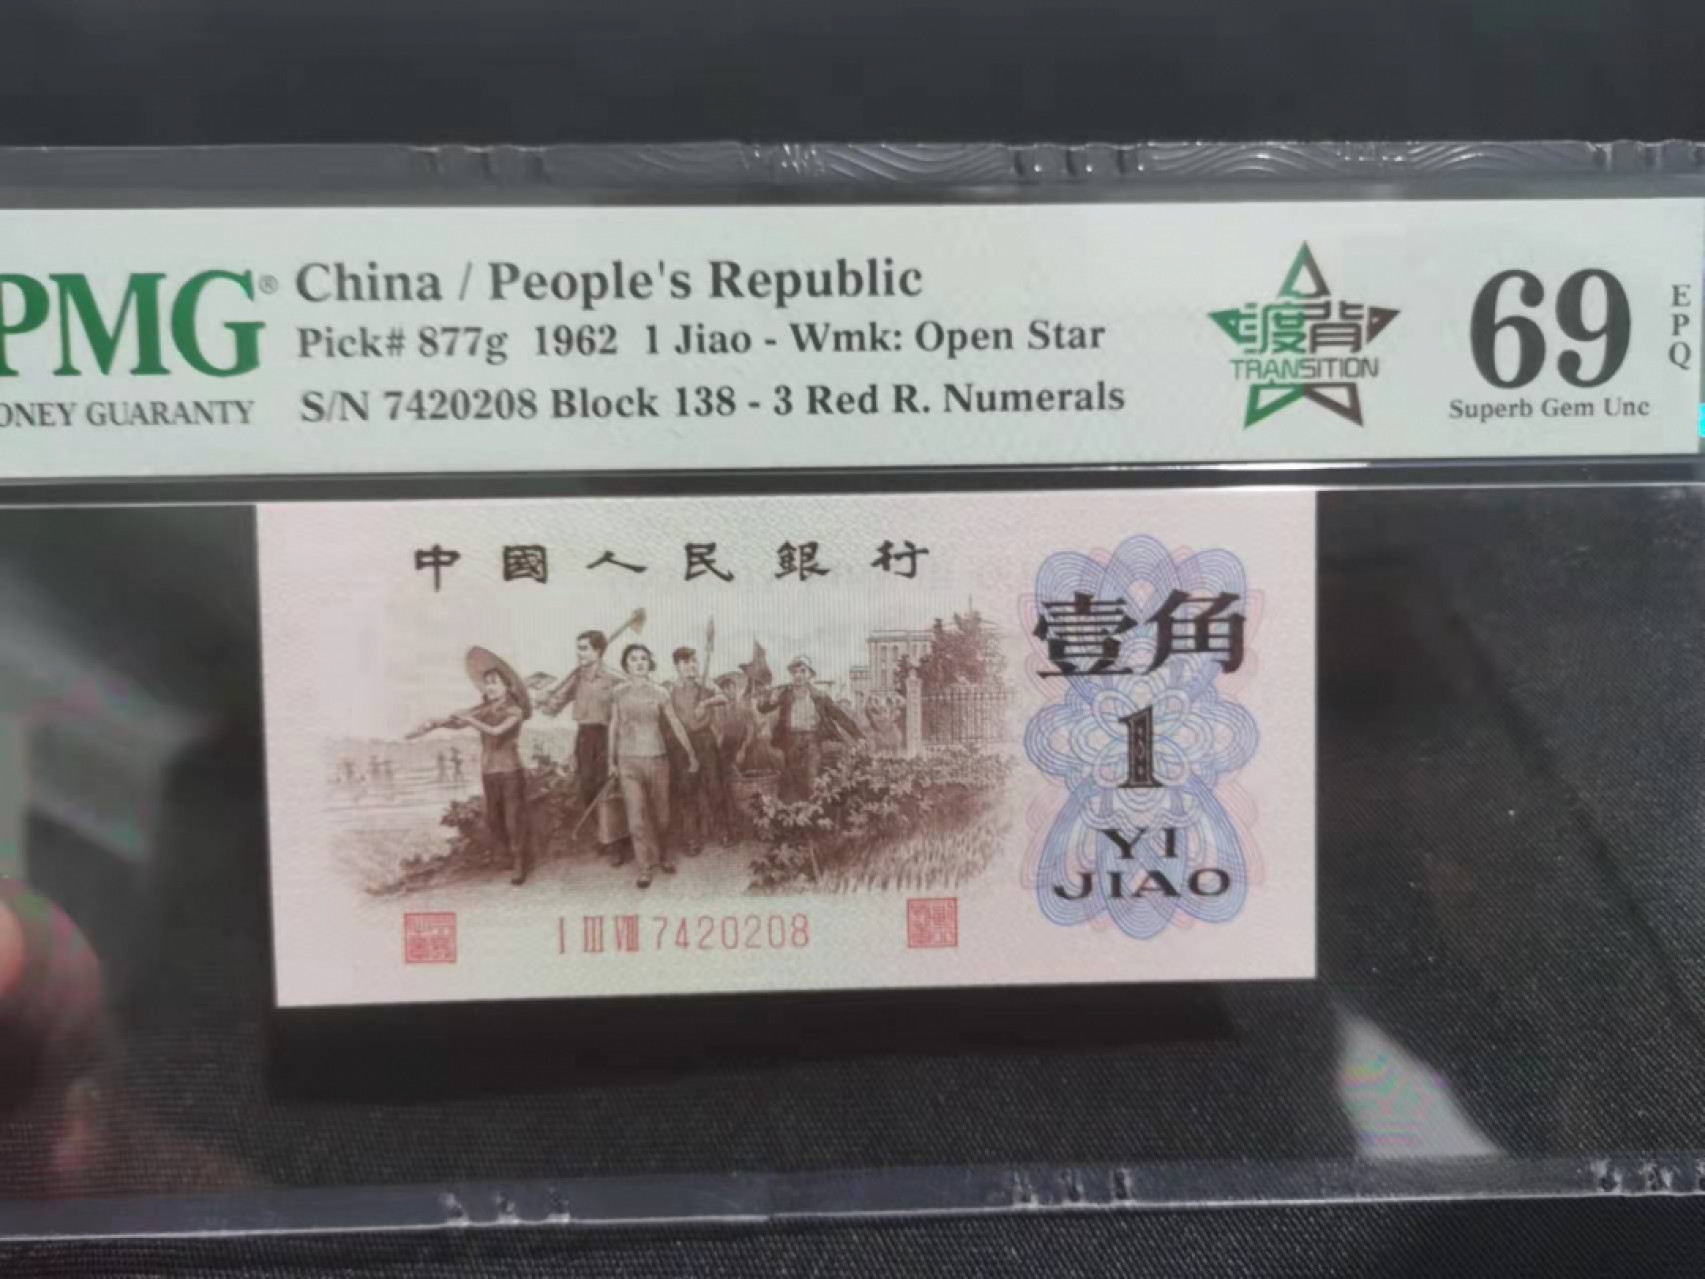 PMG®
ONEY GUARANTY
China / People's Republic
Pick# 877g 1962 1 Jiao - Wmk: Open Star
S/N 7420208 Block 138 - 3 Red R. Numerals
渡背
TRANSITION
69
EPQ
Superb Gem Unc
中國人民銀行
壹角
1
YI
JIAO
I III VIII 7420208